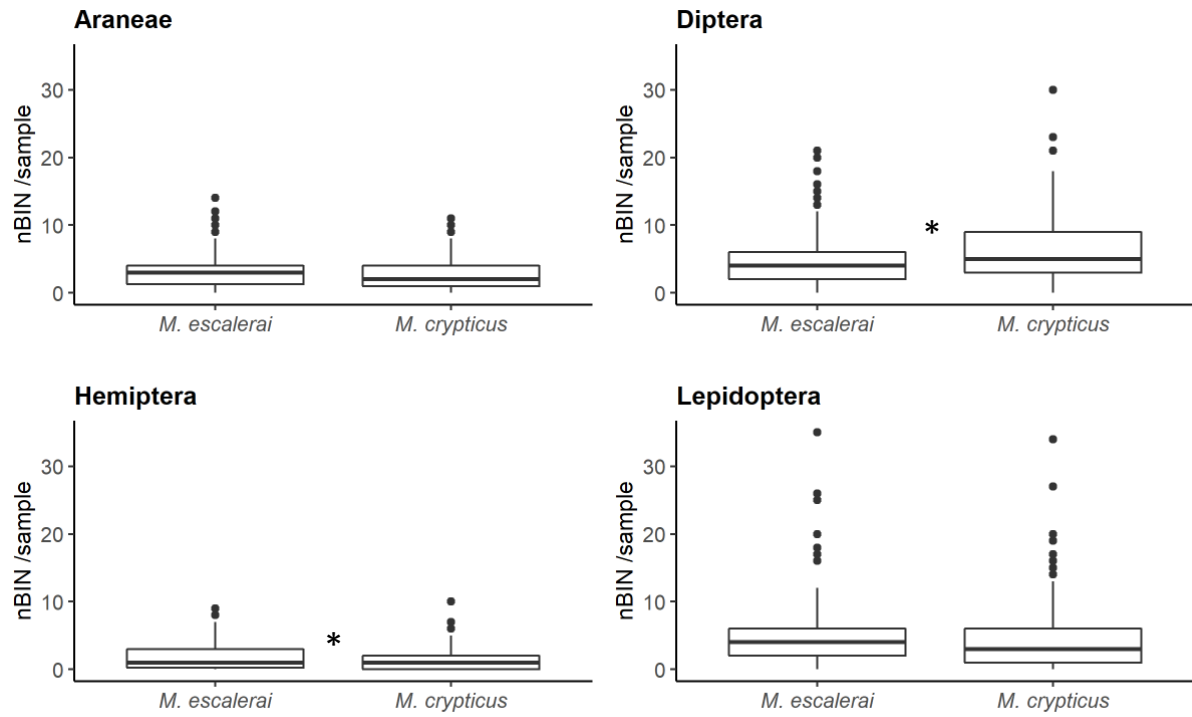 Araneae
nBIN /sample
30
20
10
0
M. escalerai
M. crypticus
Diptera
nBIN /sample
30
20
10
0
*
M. escalerai
M. crypticus
Hemiptera
nBIN /sample
30
20
10
0
*
M. escalerai
M. crypticus
Lepidoptera
nBIN /sample
30
20
10
0
M. escalerai
M. crypticus